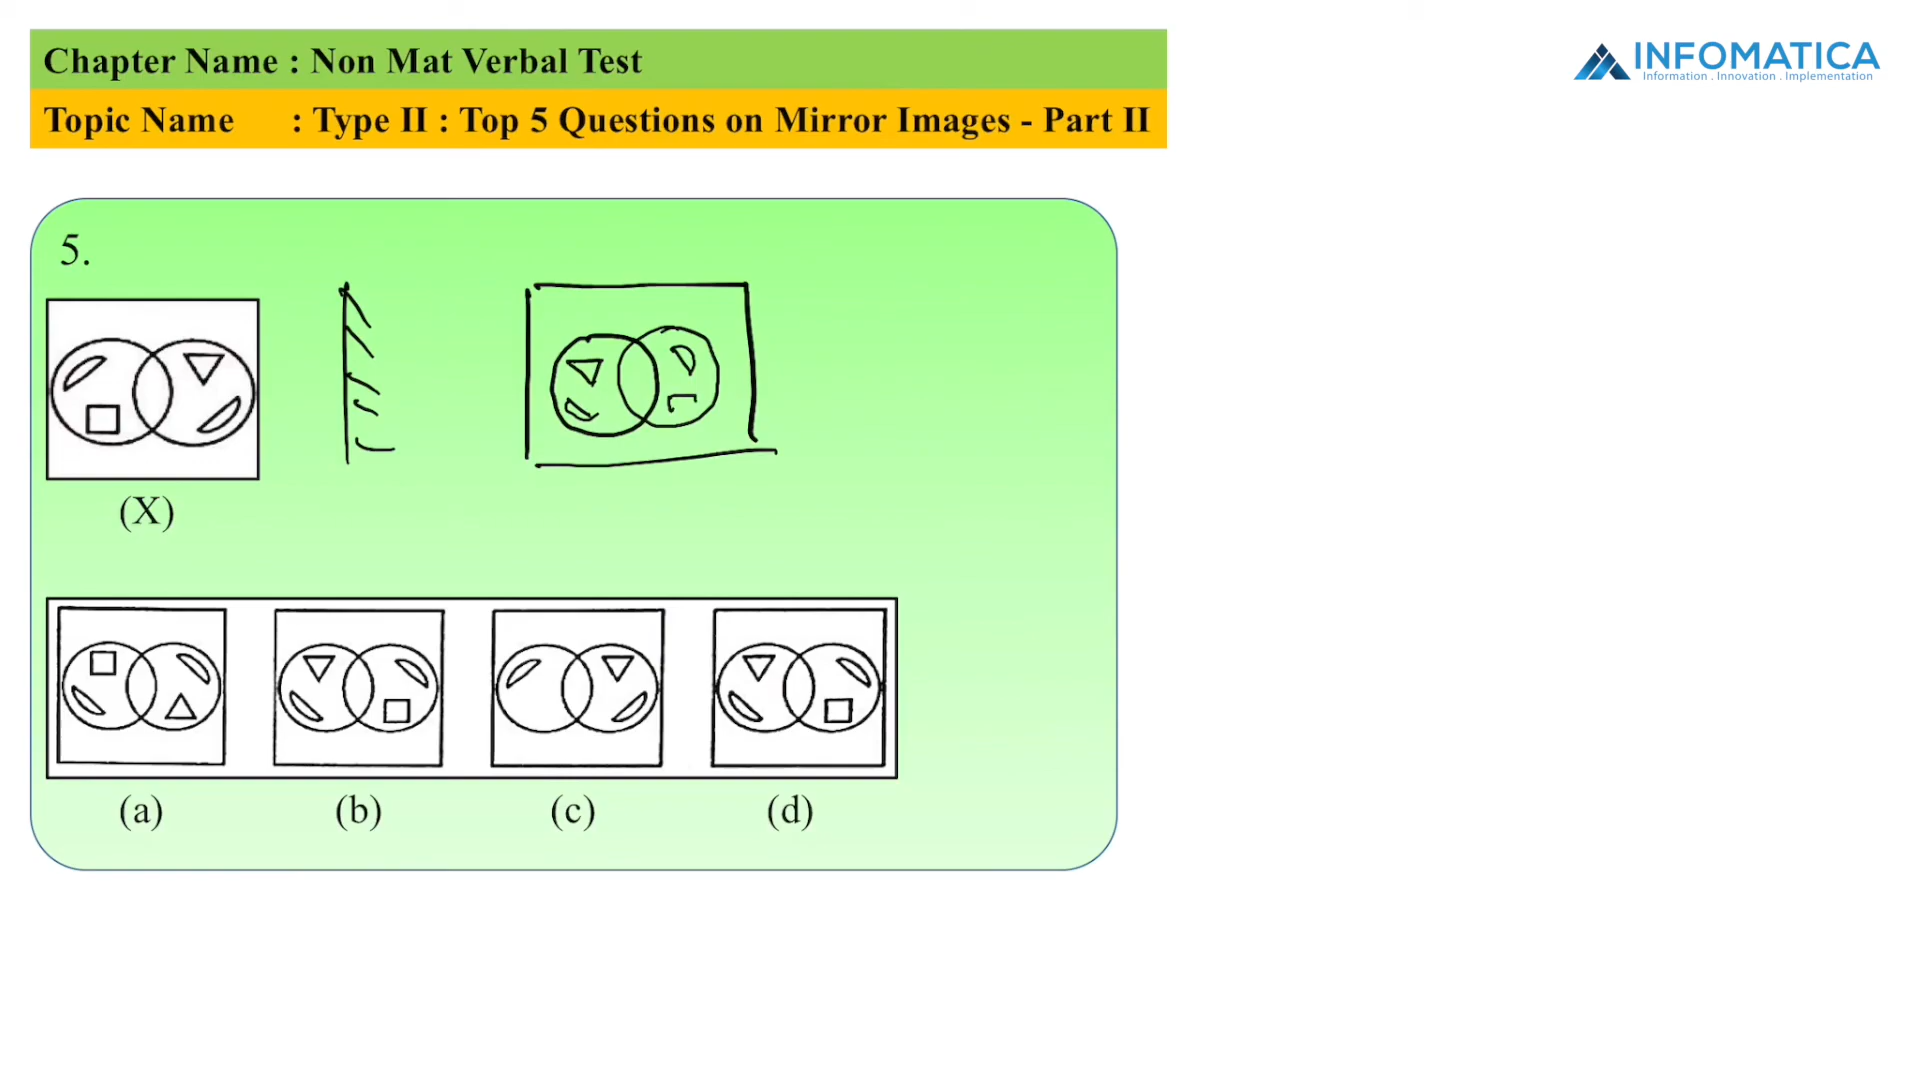 Chapter Name : Non Mat Verbal Test
INFOMATICA
Information . Innovation . Implementation
Topic Name : Type II : Top 5 Questions on Mirror Images - Part II
5.
(X)
(a) (b) (c) (d)